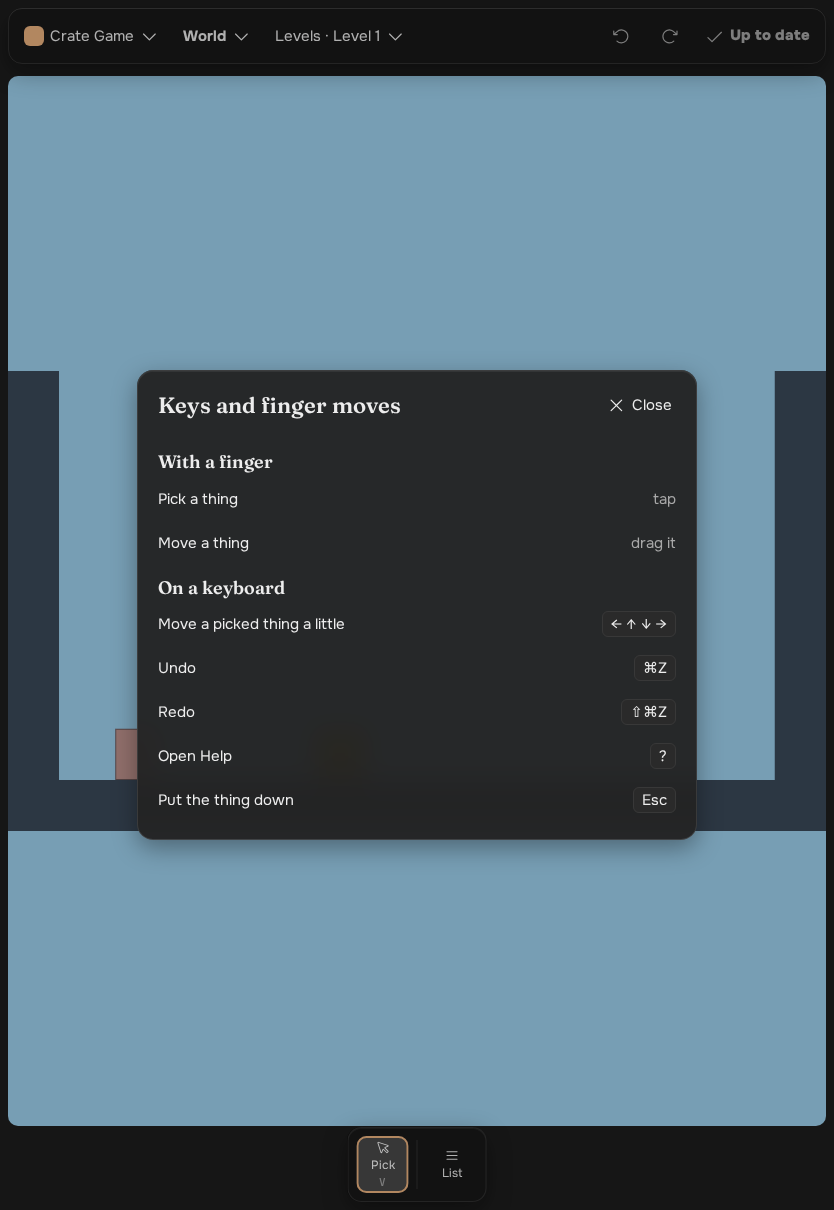 Crate Game
World
Levels · Level 1
Up to date
Keys and finger moves
Close
With a finger
Pick a thing
tap
Move a thing
drag it
On a keyboard
Move a picked thing a little
← ↑ ↓ →
Undo
⌘Z
Redo
⇧⌘Z
Open Help
?
Put the thing down
Esc
Pick
V
List